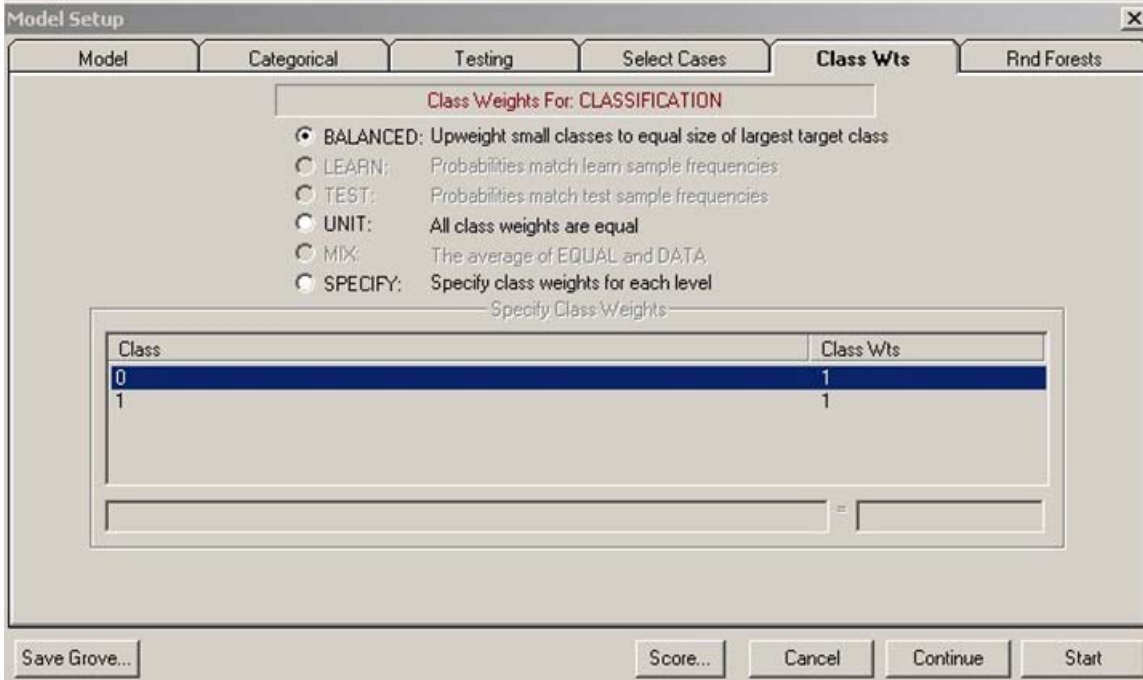 Model Setup
Model Categorical Testing Select Cases Class Wts Rnd Forests
Class Weights For: CLASSIFICATION
BALANCED: Upweight small classes to equal size of largest target class
LEARN: Probabilities match learn sample frequencies
TEST: Probabilities match test sample frequencies
UNIT: All class weights are equal
MIX: The average of EQUAL and DATA
SPECIFY: Specify class weights for each level
Specify Class Weights
Class Class Wts
0 1
1 1
=
Save Grove... Score... Cancel Continue Start